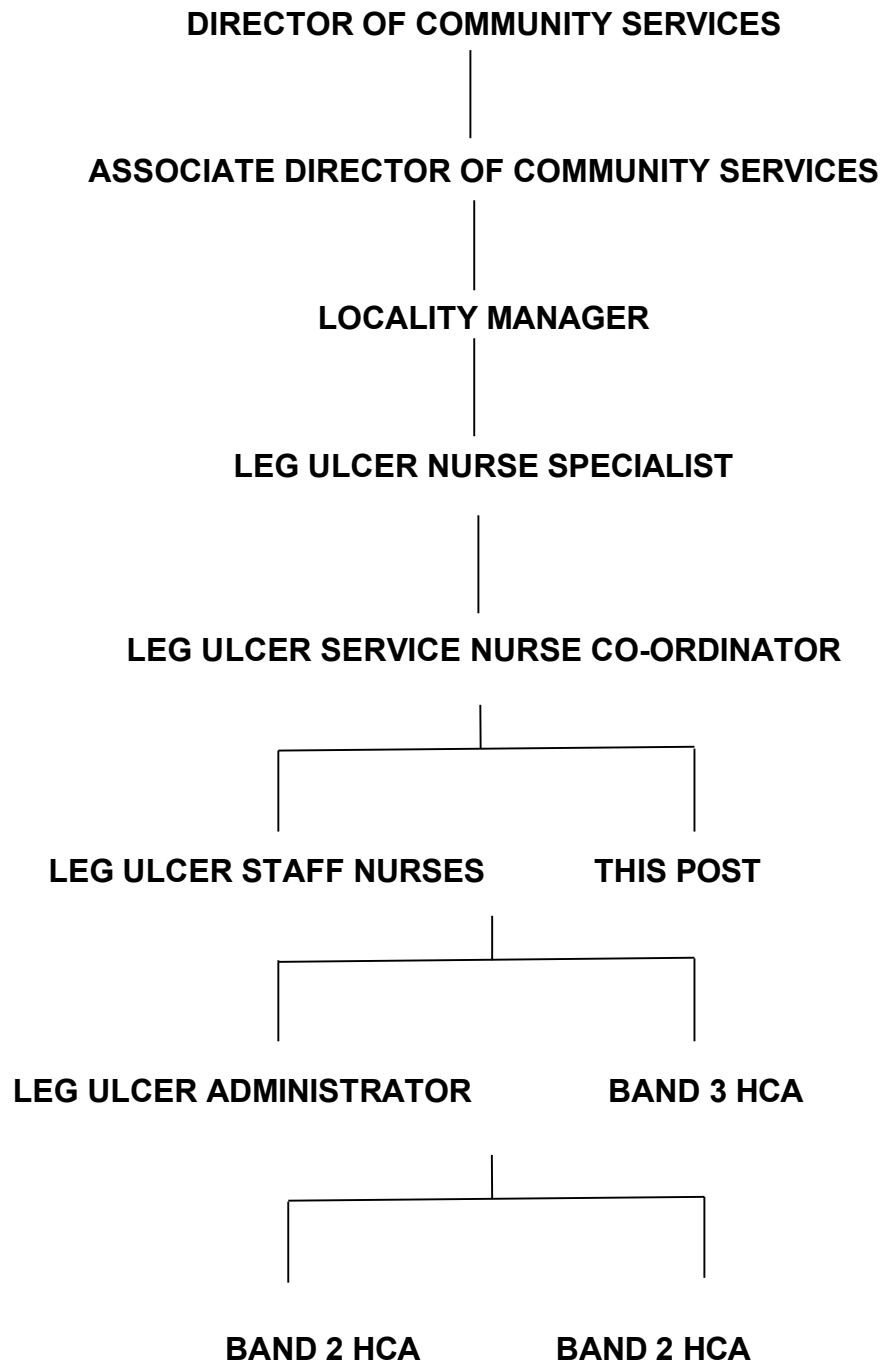 DIRECTOR OF COMMUNITY SERVICES
ASSOCIATE DIRECTOR OF COMMUNITY SERVICES
LOCALITY MANAGER
LEG ULCER NURSE SPECIALIST
LEG ULCER SERVICE NURSE CO-ORDINATOR
LEG ULCER STAFF NURSES THIS POST
LEG ULCER ADMINISTRATOR BAND 3 HCA
BAND 2 HCA BAND 2 HCA